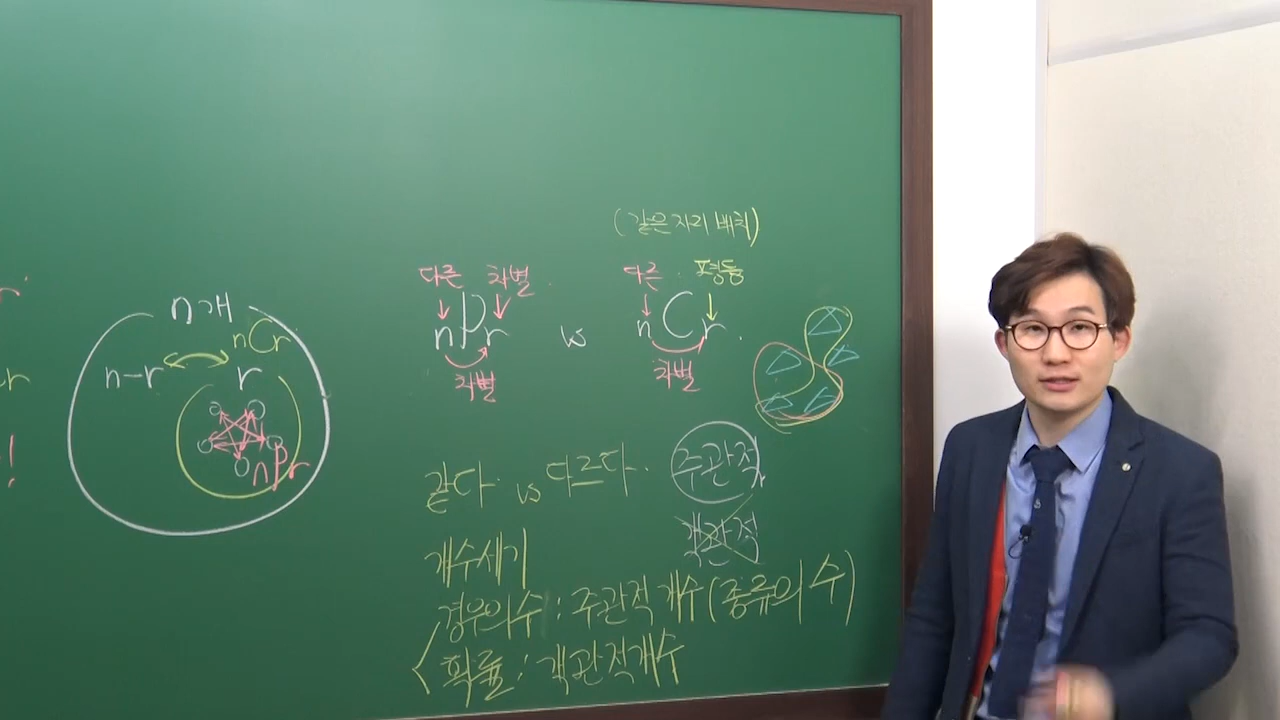 r
r
!
n개
nCr
n-r
r
nPr
(같은 자리 배치)
다른 차별
nPr
차별
vs
다른 평등
nCr
차별
같다 vs 다르다.
주관적
객관적
개수세기
경우의수 : 주관적 개수 (종류의 수)
확률 : 객관적개수